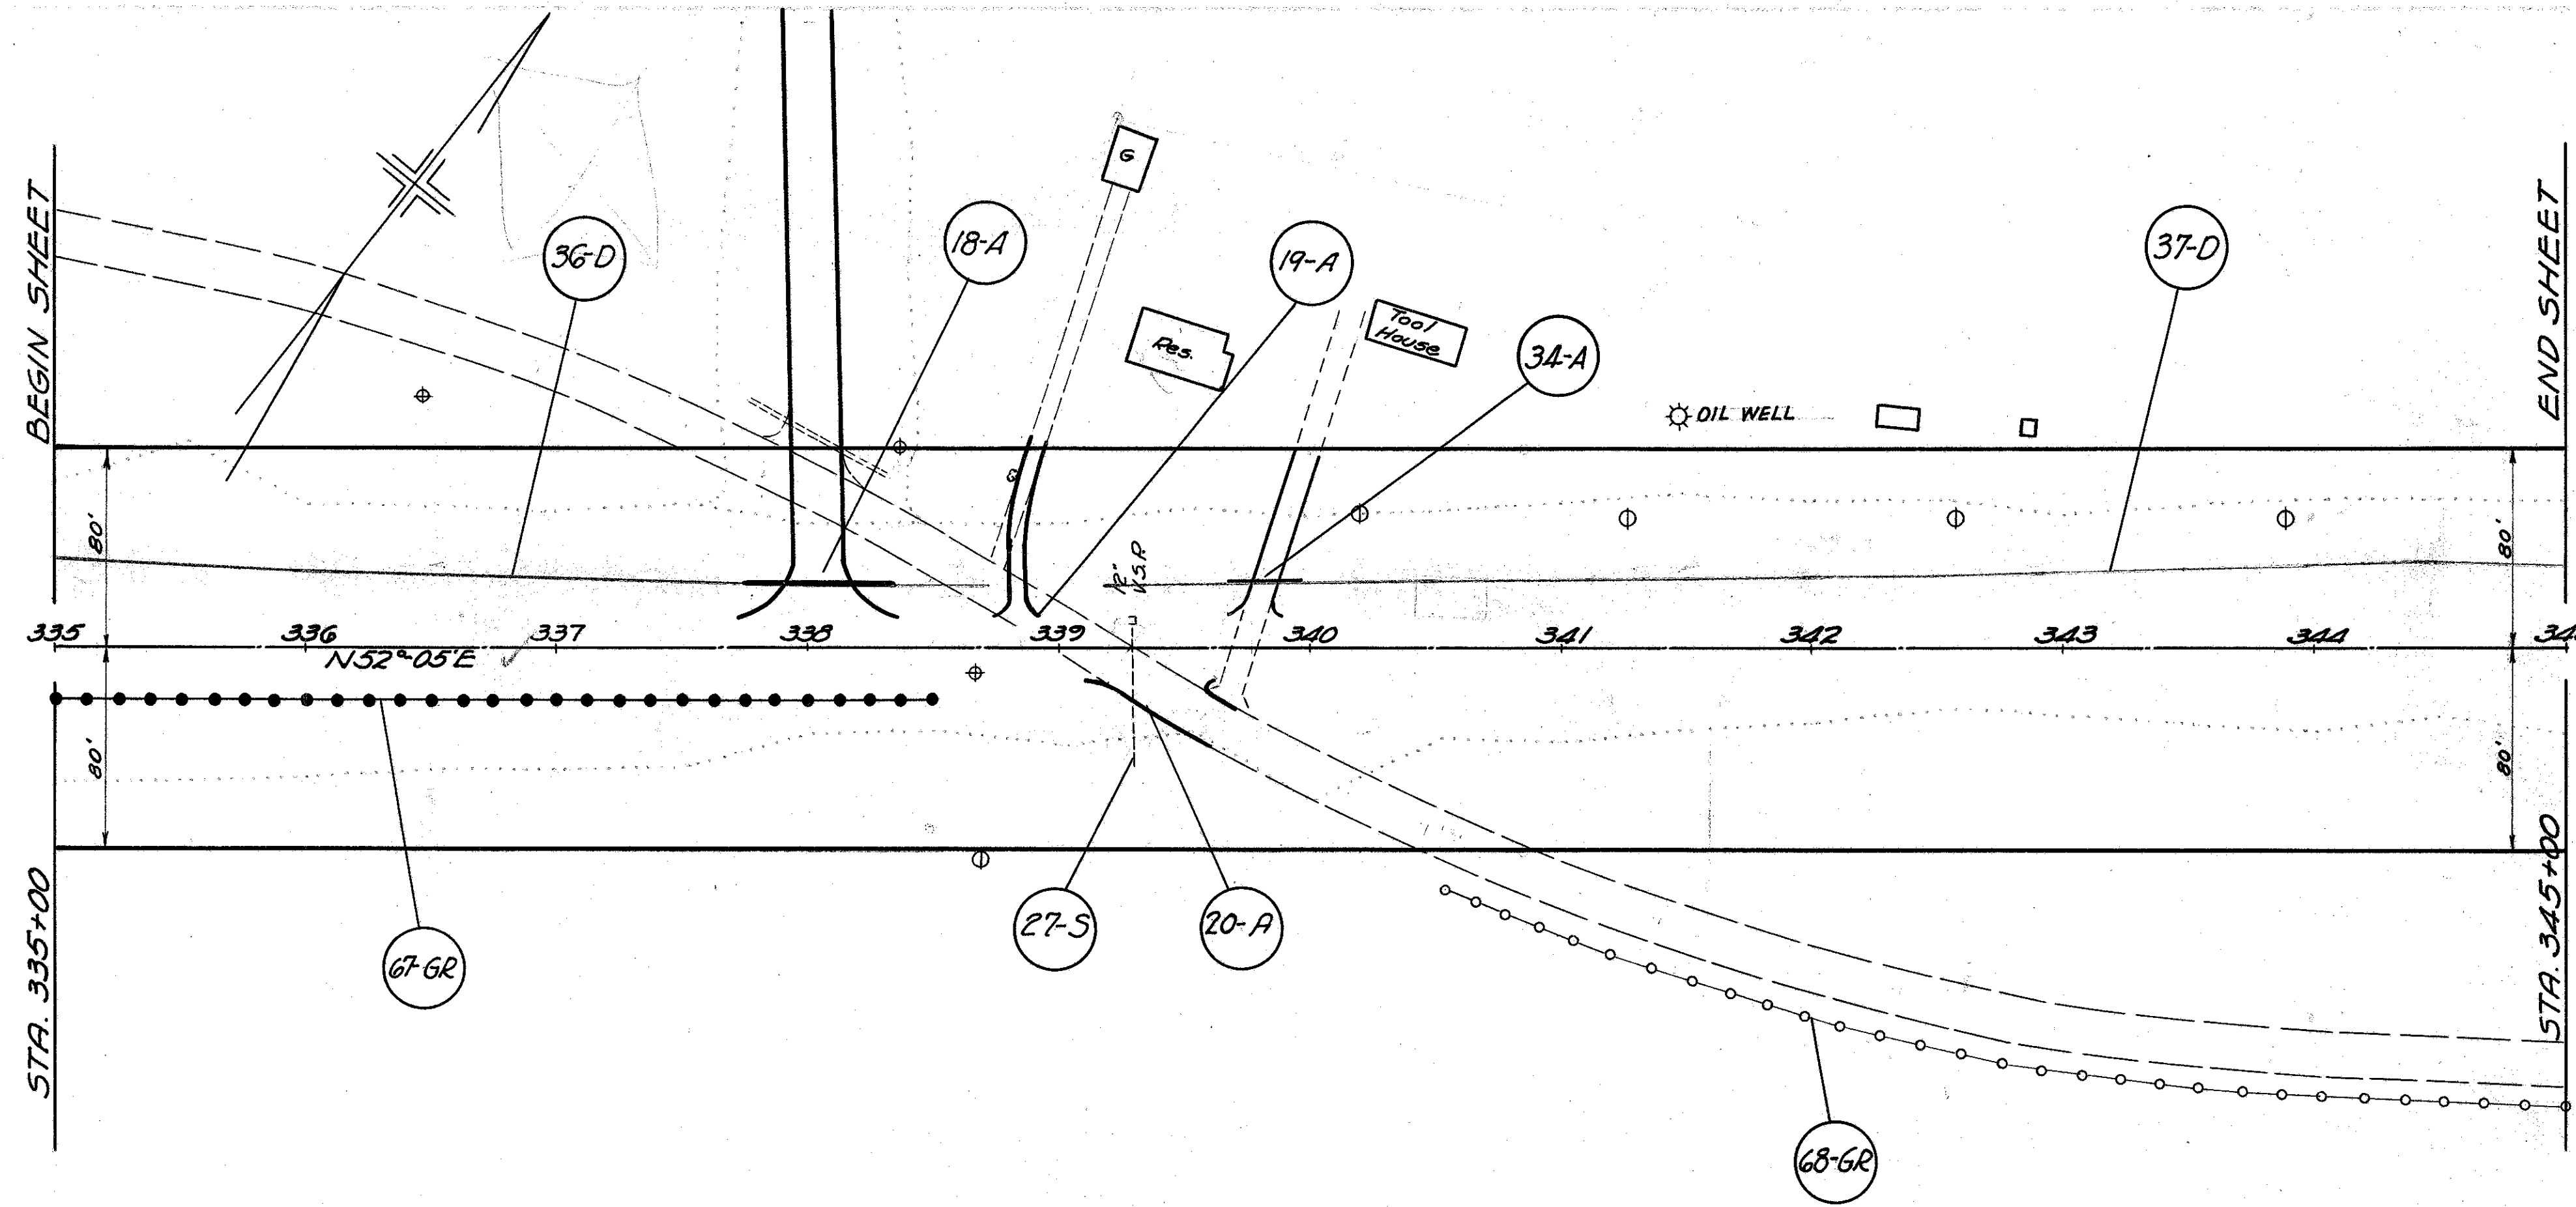 BEGIN SHEET
END SHEET
G
36-D
18-A
19-A
37-D
Res.
Tool
House
34-A
OIL WELL
80'
80'
12"
V.S.P.
335
336
337
338
339
340
341
342
343
344
N52°-05'E
80'
80'
STA. 335+00
STA. 345+00
67-GR
27-S
20-A
68-GR